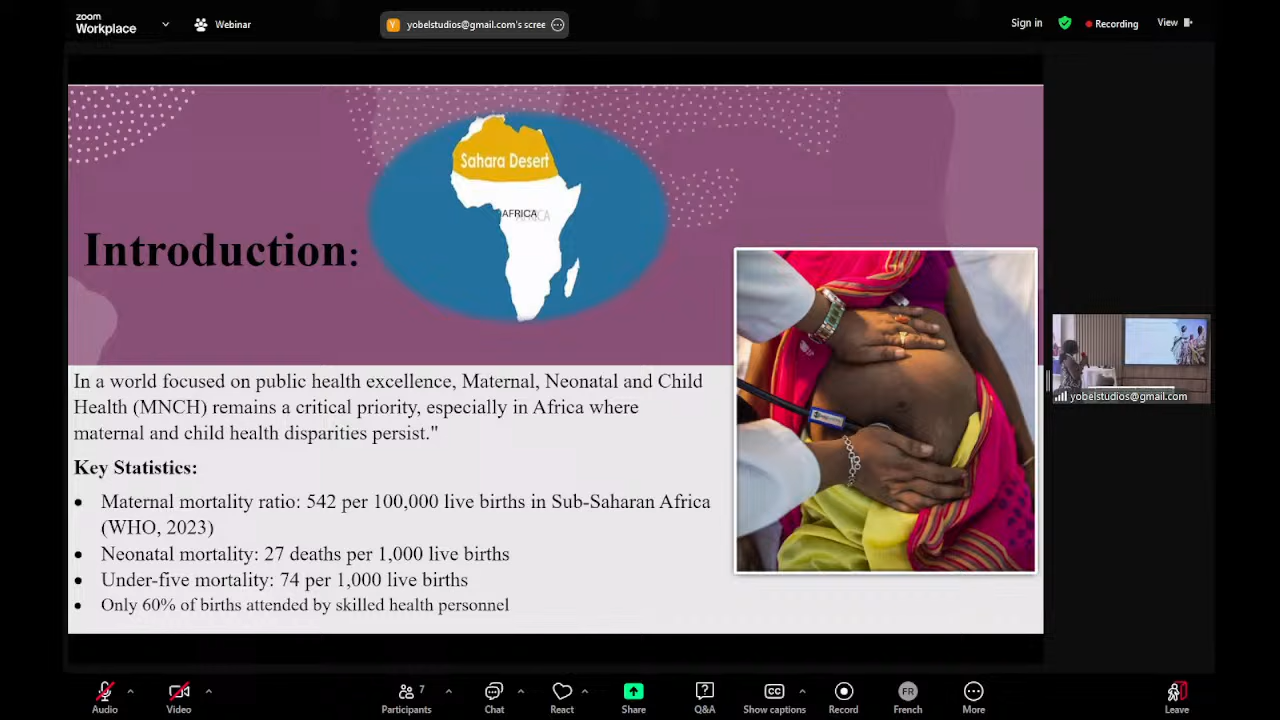 zoom
Workplace
Webinar
Y
yobelstudios@gmail.com's scree
Sign in
Recording
View
Sahara Desert
AFRICA
AFRICA
Introduction:
In a world focused on public health excellence, Maternal, Neonatal and Child
Health (MNCH) remains a critical priority, especially in Africa where
maternal and child health disparities persist."
Key Statistics:
• Maternal mortality ratio: 542 per 100,000 live births in Sub-Saharan Africa
(WHO, 2023)
• Neonatal mortality: 27 deaths per 1,000 live births
• Under-five mortality: 74 per 1,000 live births
• Only 60% of births attended by skilled health personnel
yobelstudios@gmail.com
Audio
Video
7
Participants
Chat
React
Share
Q&A
CC
Show captions
Record
FR
French
More
Leave